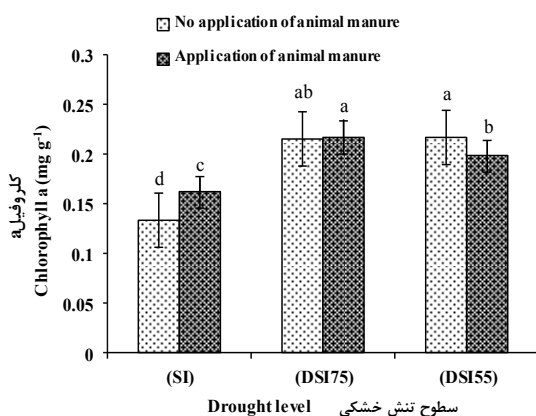 No application of animal manure
Application of animal manure
0.3
0.25
0.2
0.15
0.1
0.05
0
کلروفیل a
Chlorophyll a (mg g⁻¹)
d
c
ab
a
a
b
(SI)
(DSI75)
(DSI55)
Drought level سطوح تنش خشکی